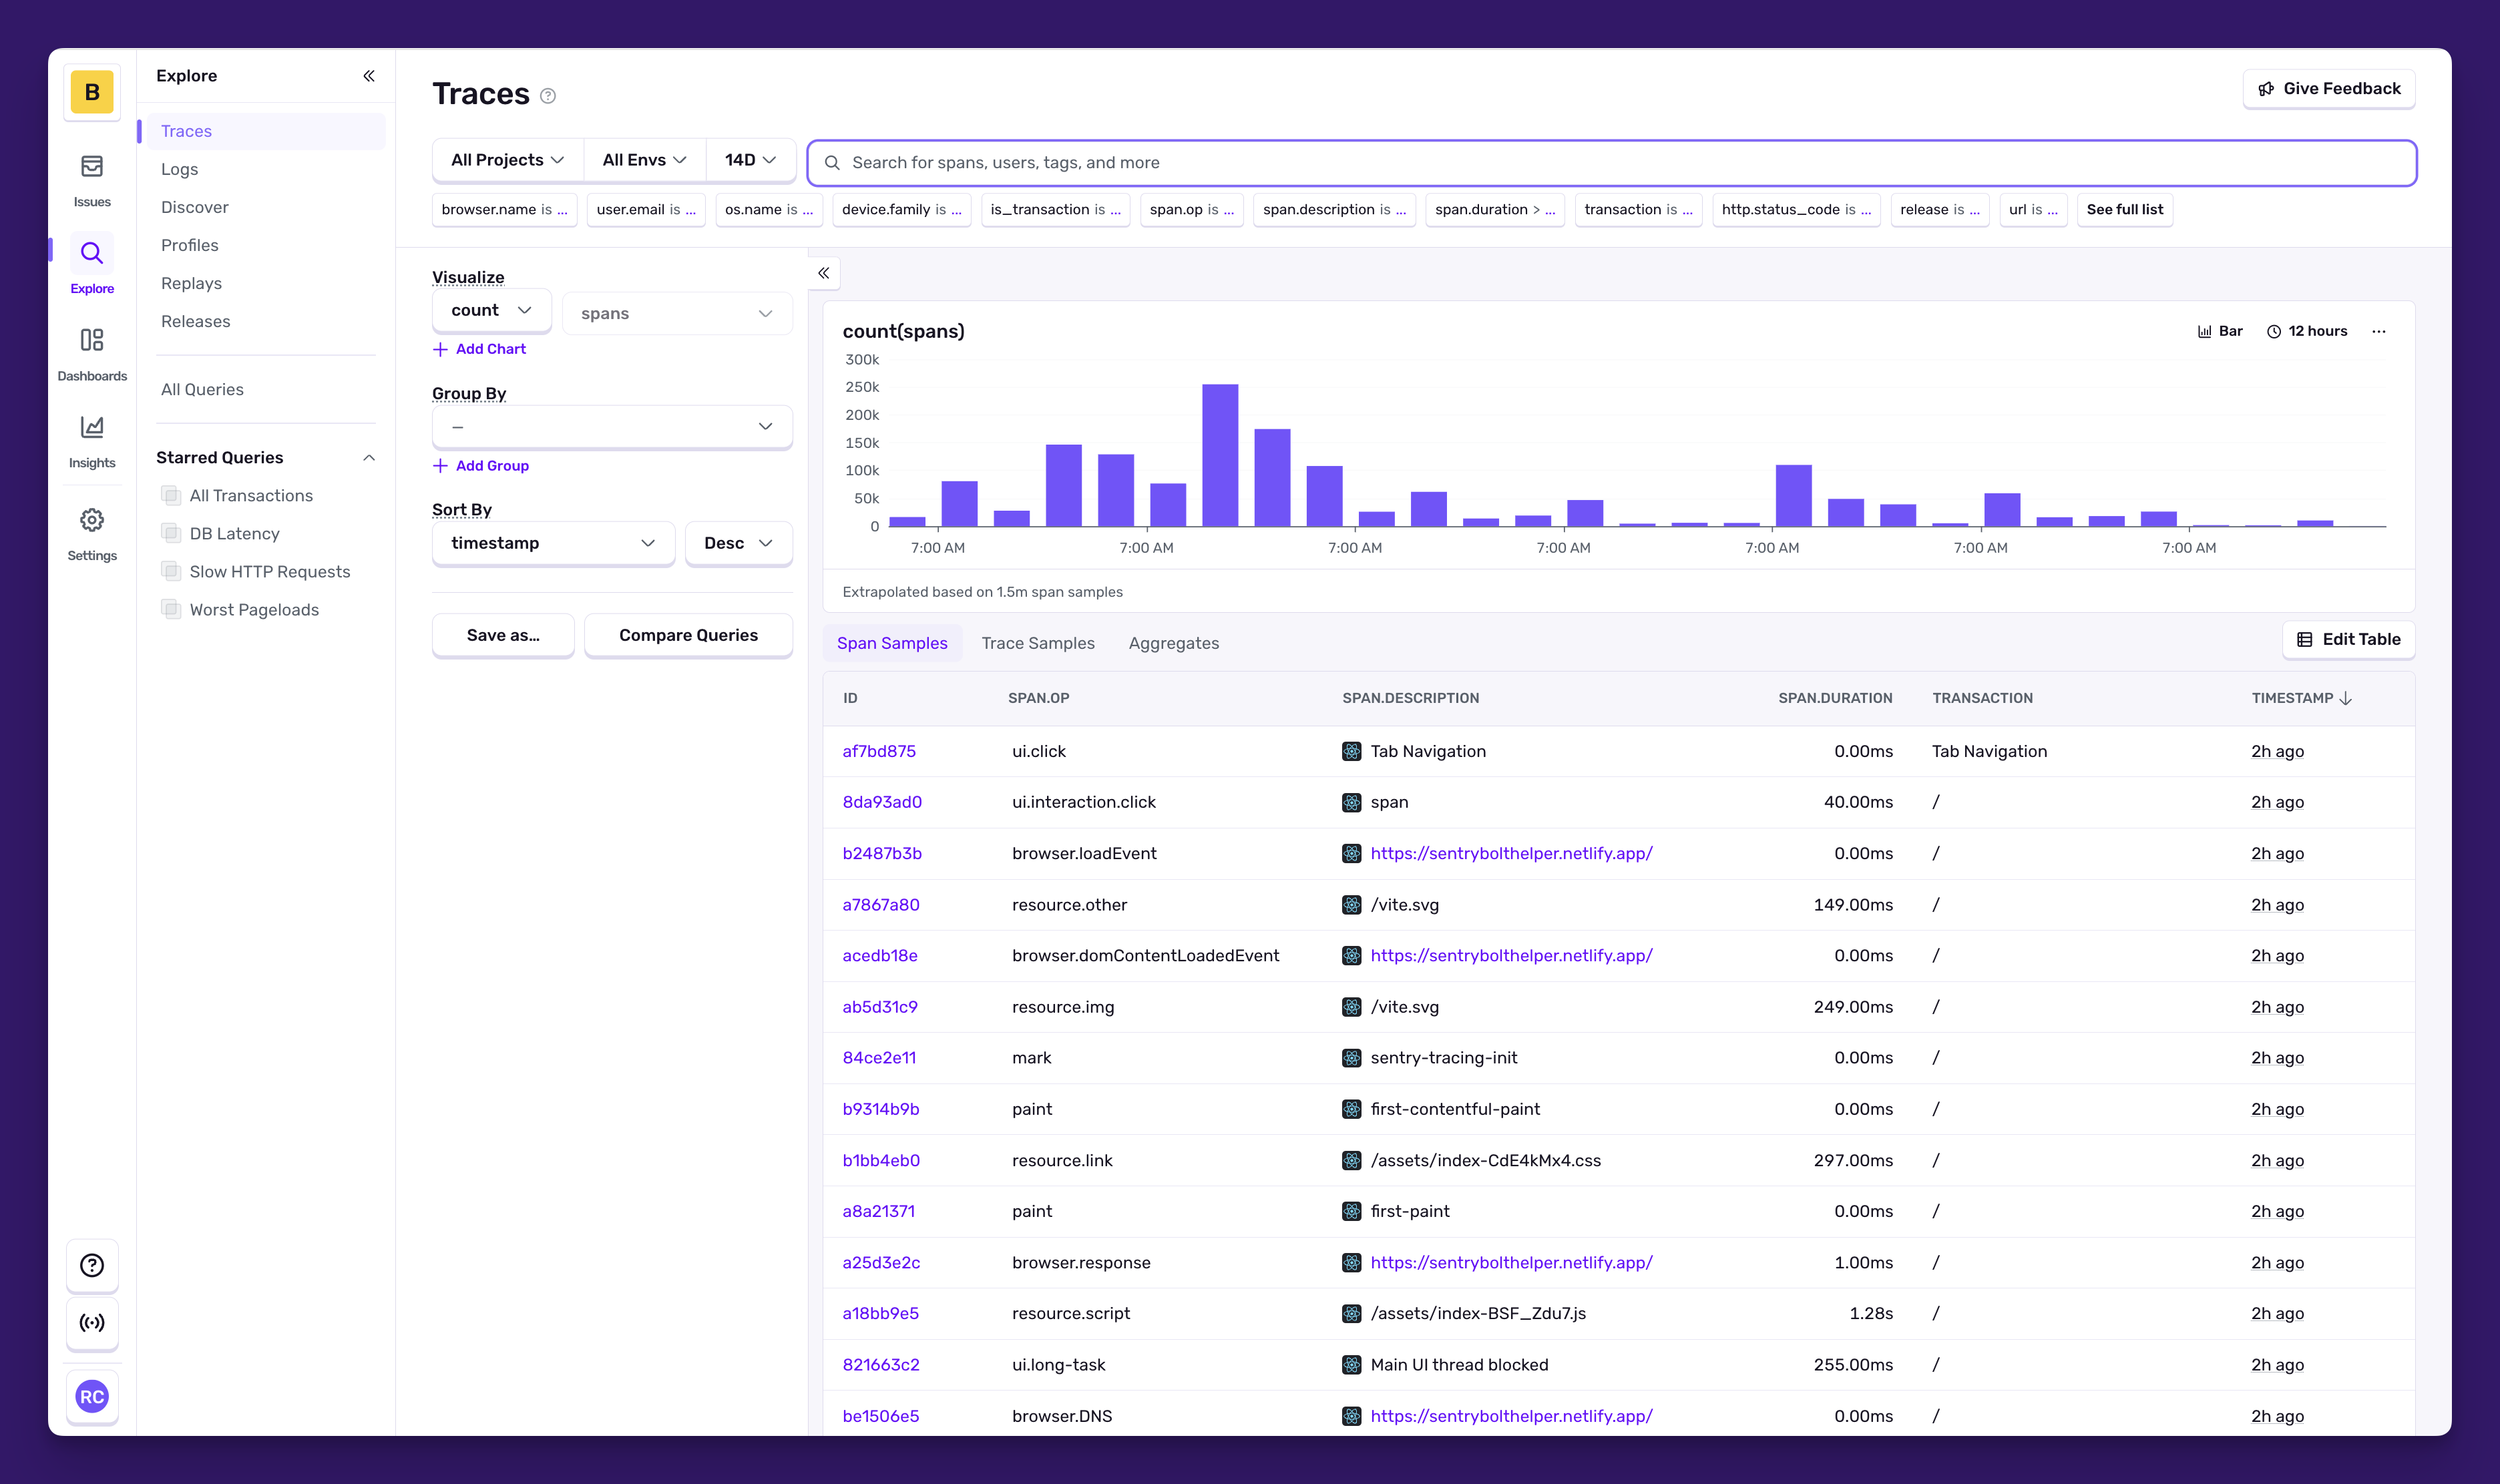 B
Issues
Explore
Dashboards
Insights
Settings
RC
Explore
Traces
Logs
Discover
Profiles
Replays
Releases
All Queries
Starred Queries
All Transactions
DB Latency
Slow HTTP Requests
Worst Pageloads
Traces
Give Feedback
All Projects All Envs 14D Search for spans, users, tags, and more
browser.name is ... user.email is ... os.name is ... device.family is ... is_transaction is ... span.op is ... span.description is ... span.duration > ... transaction is ... http.status_code is ... release is ... url is ... See full list
Visualize
count spans
+ Add Chart
Group By
—
+ Add Group
Sort By
timestamp Desc
Save as... Compare Queries
count(spans) Bar 12 hours ...
300k
250k
200k
150k
100k
50k
0
7:00 AM 7:00 AM 7:00 AM 7:00 AM 7:00 AM 7:00 AM 7:00 AM
Extrapolated based on 1.5m span samples
Span Samples Trace Samples Aggregates Edit Table
ID SPAN.OP SPAN.DESCRIPTION SPAN.DURATION TRANSACTION TIMESTAMP
af7bd875 ui.click Tab Navigation 0.00ms Tab Navigation 2h ago
8da93ad0 ui.interaction.click span 40.00ms / 2h ago
b2487b3b browser.loadEvent https://sentrybolthelper.netlify.app/ 0.00ms / 2h ago
a7867a80 resource.other /vite.svg 149.00ms / 2h ago
acedb18e browser.domContentLoadedEvent https://sentrybolthelper.netlify.app/ 0.00ms / 2h ago
ab5d31c9 resource.img /vite.svg 249.00ms / 2h ago
84ce2e11 mark sentry-tracing-init 0.00ms / 2h ago
b9314b9b paint first-contentful-paint 0.00ms / 2h ago
b1bb4eb0 resource.link /assets/index-CdE4kMx4.css 297.00ms / 2h ago
a8a21371 paint first-paint 0.00ms / 2h ago
a25d3e2c browser.response https://sentrybolthelper.netlify.app/ 1.00ms / 2h ago
a18bb9e5 resource.script /assets/index-BSF_Zdu7.js 1.28s / 2h ago
821663c2 ui.long-task Main UI thread blocked 255.00ms / 2h ago
be1506e5 browser.DNS https://sentrybolthelper.netlify.app/ 0.00ms / 2h ago